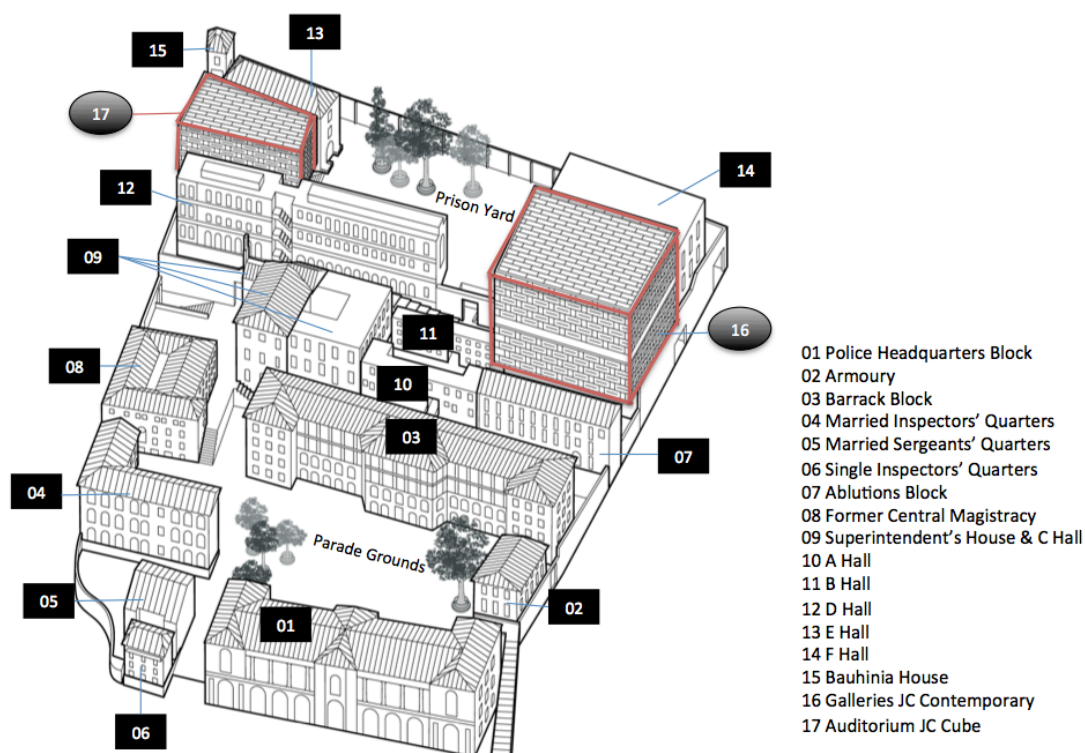 15
13
17
14
12
Prison Yard
09
11
16
08
10
03
07
04
Parade Grounds
05
02
01
06
01 Police Headquarters Block
02 Armoury
03 Barrack Block
04 Married Inspectors’ Quarters
05 Married Sergeants’ Quarters
06 Single Inspectors’ Quarters
07 Ablutions Block
08 Former Central Magistracy
09 Superintendent’s House & C Hall
10 A Hall
11 B Hall
12 D Hall
13 E Hall
14 F Hall
15 Bauhinia House
16 Galleries JC Contemporary
17 Auditorium JC Cube